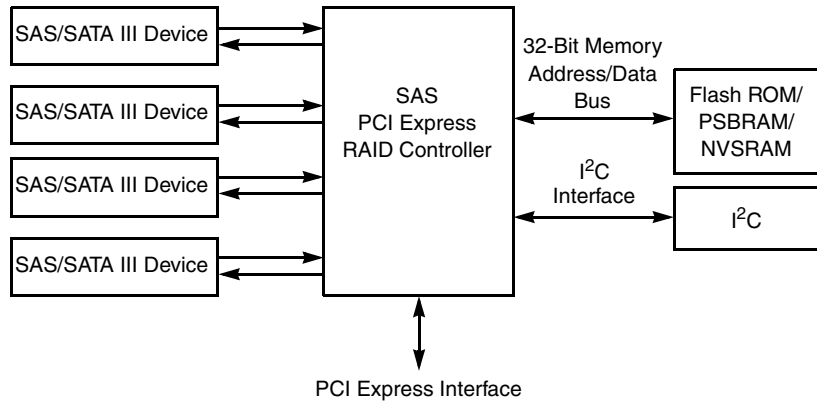 SAS/SATA III Device
SAS/SATA III Device
SAS/SATA III Device
SAS/SATA III Device
SAS
PCI Express
RAID Controller
32-Bit Memory
Address/Data
Bus
Flash ROM/
PSBRAM/
NVSRAM
I²C
Interface
I²C
PCI Express Interface